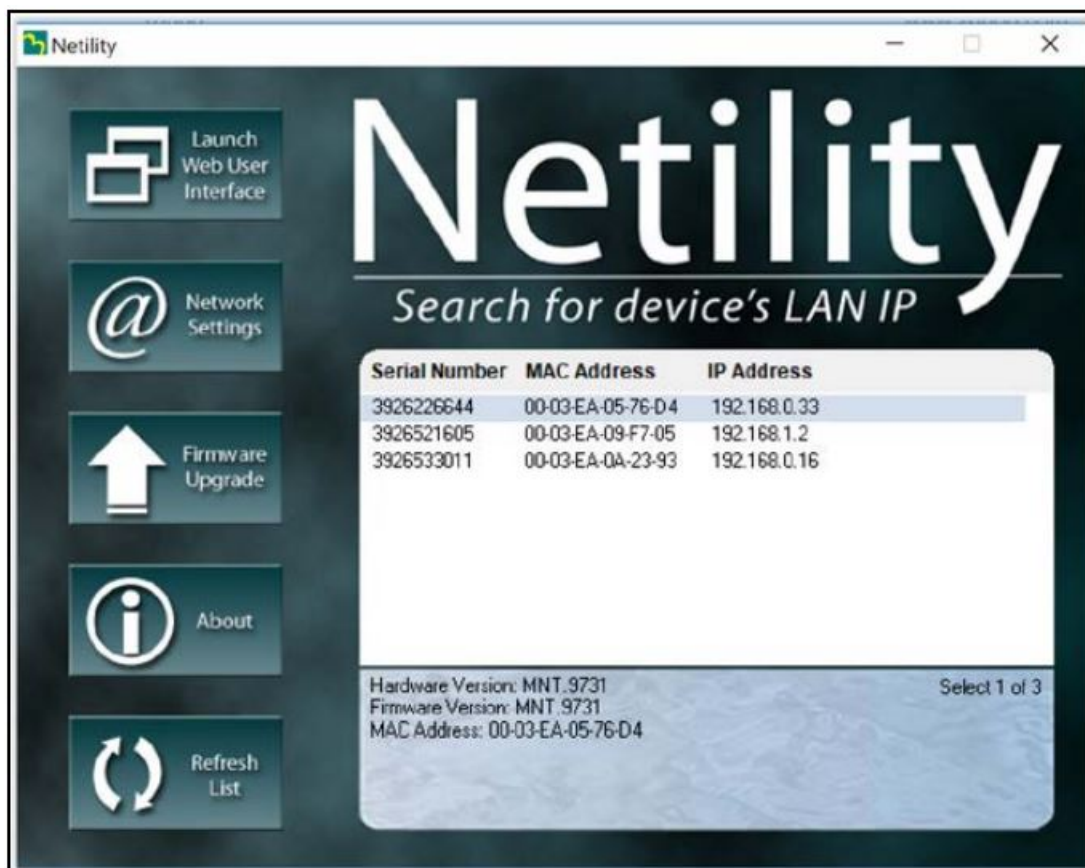 Netility
Launch
Web User
Interface
Network
Settings
Firmware
Upgrade
About
Refresh
List
Netility
Search for device's LAN IP
Serial Number MAC Address IP Address
3926226644 00-03-EA-05-76-D4 192.168.0.33
3926521605 00-03-EA-09-F7-05 192.168.1.2
3926533011 00-03-EA-0A-23-93 192.168.0.16
Hardware Version: MNT.9731 Select 1 of 3
Firmware Version: MNT.9731
MAC Address: 00-03-EA-05-76-D4